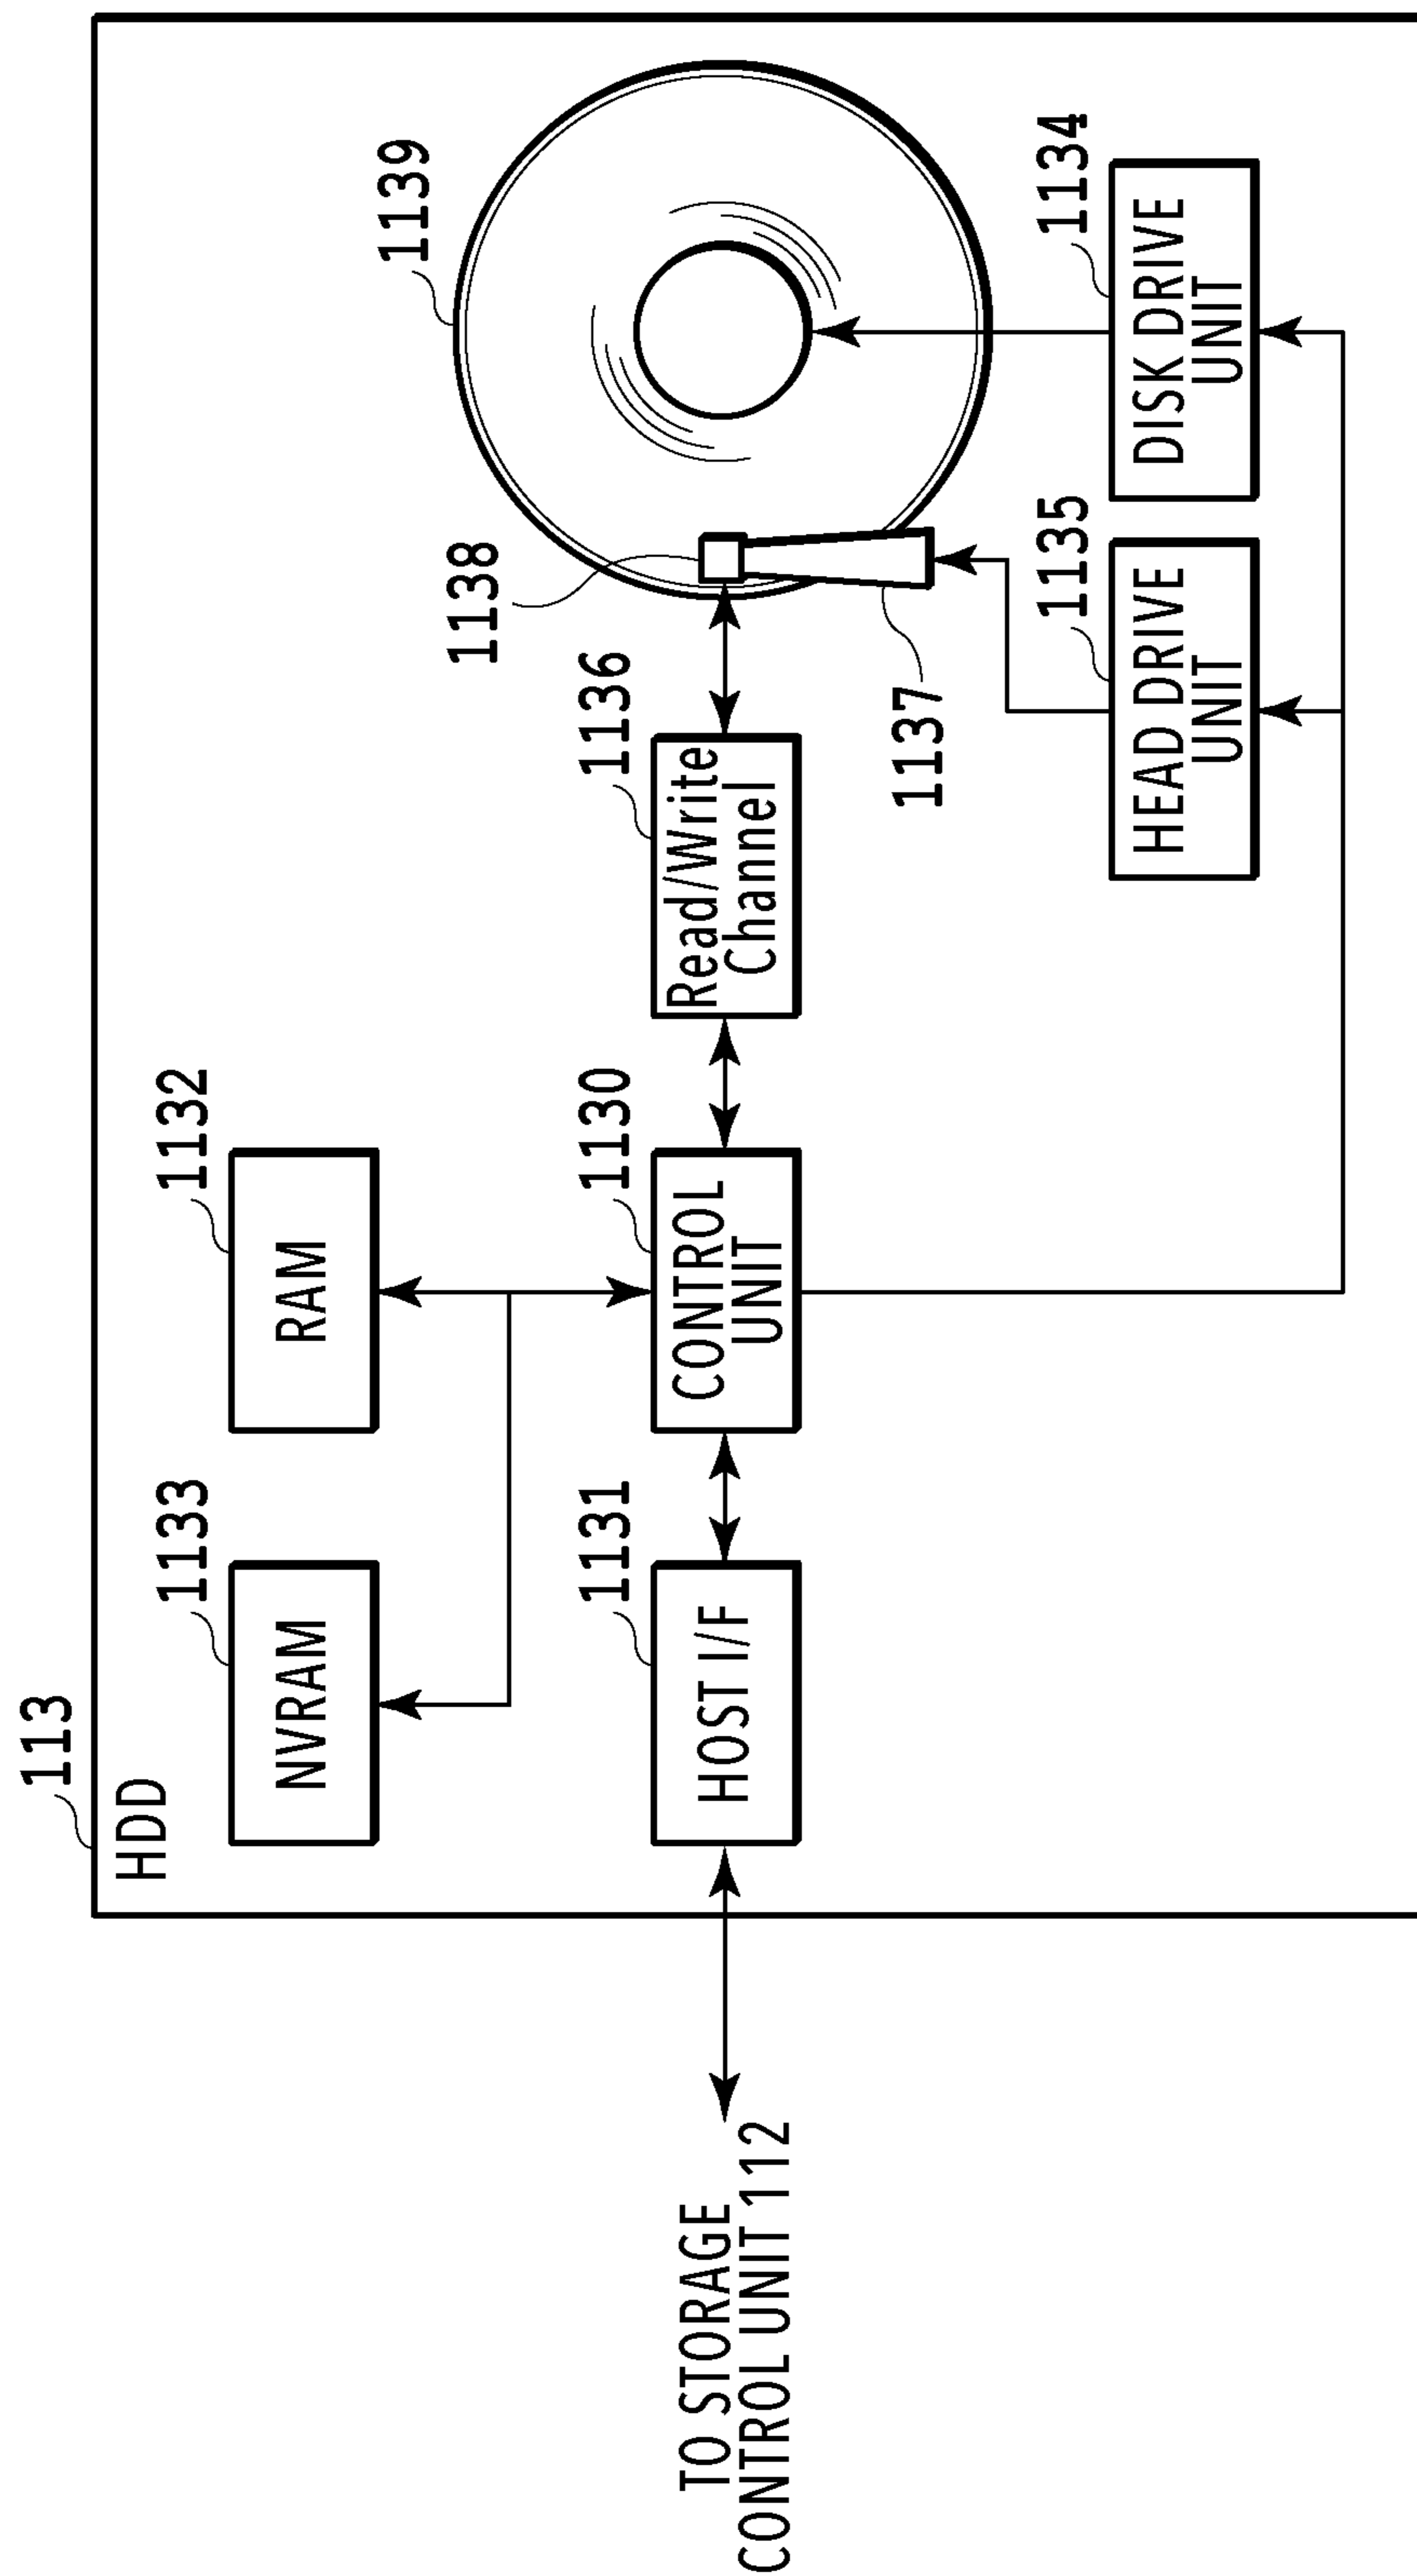 113
HDD
1133
NVRAM
1132
RAM
1139
1138
1131
HOST I/F
1130
CONTROL
UNIT
1136
Read/Write
Channel
TO STORAGE
CONTROL UNIT 112
1137
1135
HEAD DRIVE
UNIT
1134
DISK DRIVE
UNIT